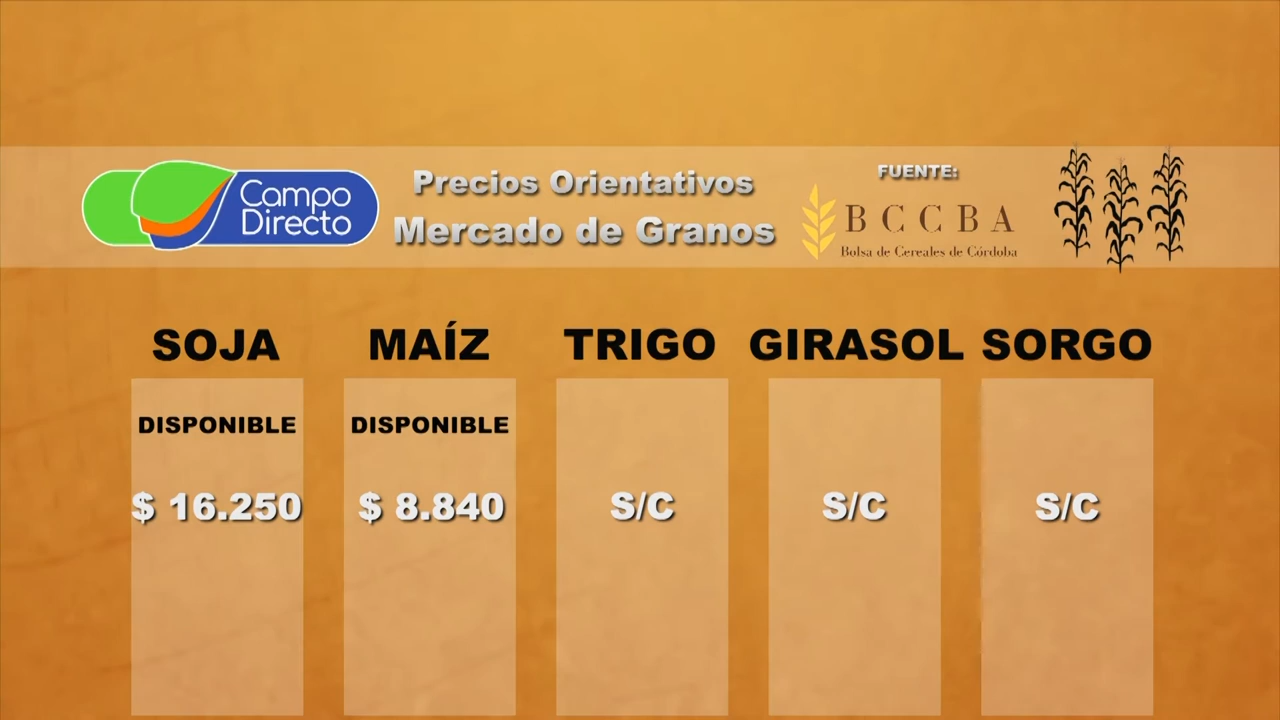 Campo
Directo
Precios Orientativos
Mercado de Granos
FUENTE:
BCCBA
Bolsa de Cereales de Córdoba
SOJA
MAÍZ
TRIGO
GIRASOL
SORGO
DISPONIBLE
DISPONIBLE
$ 16.250
$ 8.840
S/C
S/C
S/C